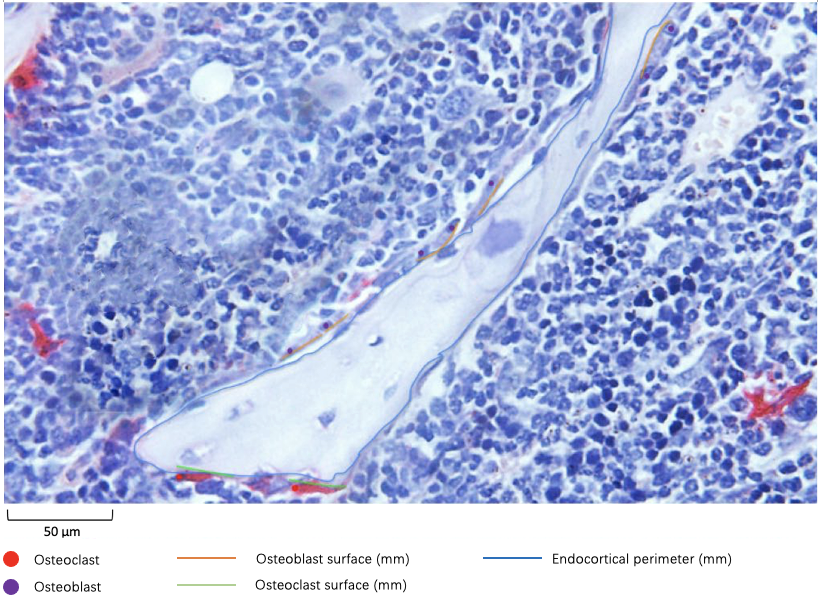 50 μm
Osteoclast
Osteoblast surface (mm)
Endocortical perimeter (mm)
Osteoblast
Osteoclast surface (mm)